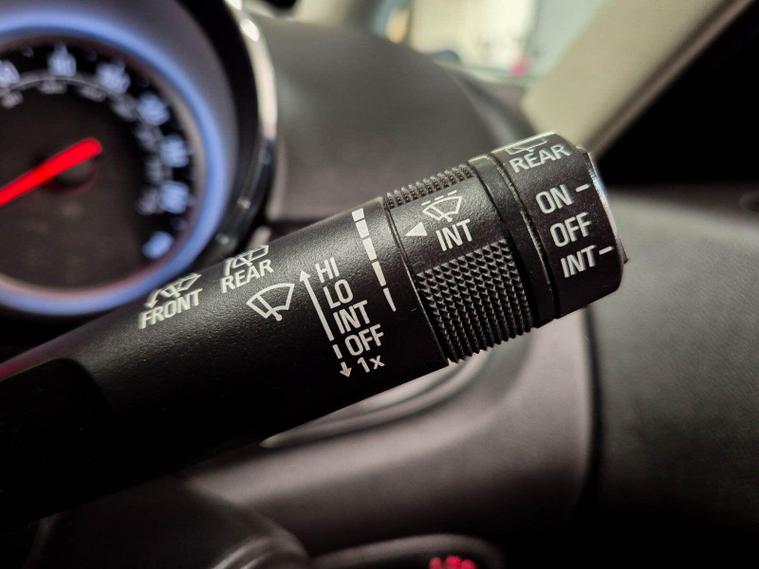 FRONT
REAR
HI
LO
INT
OFF
1x
INT
REAR
ON
OFF
INT